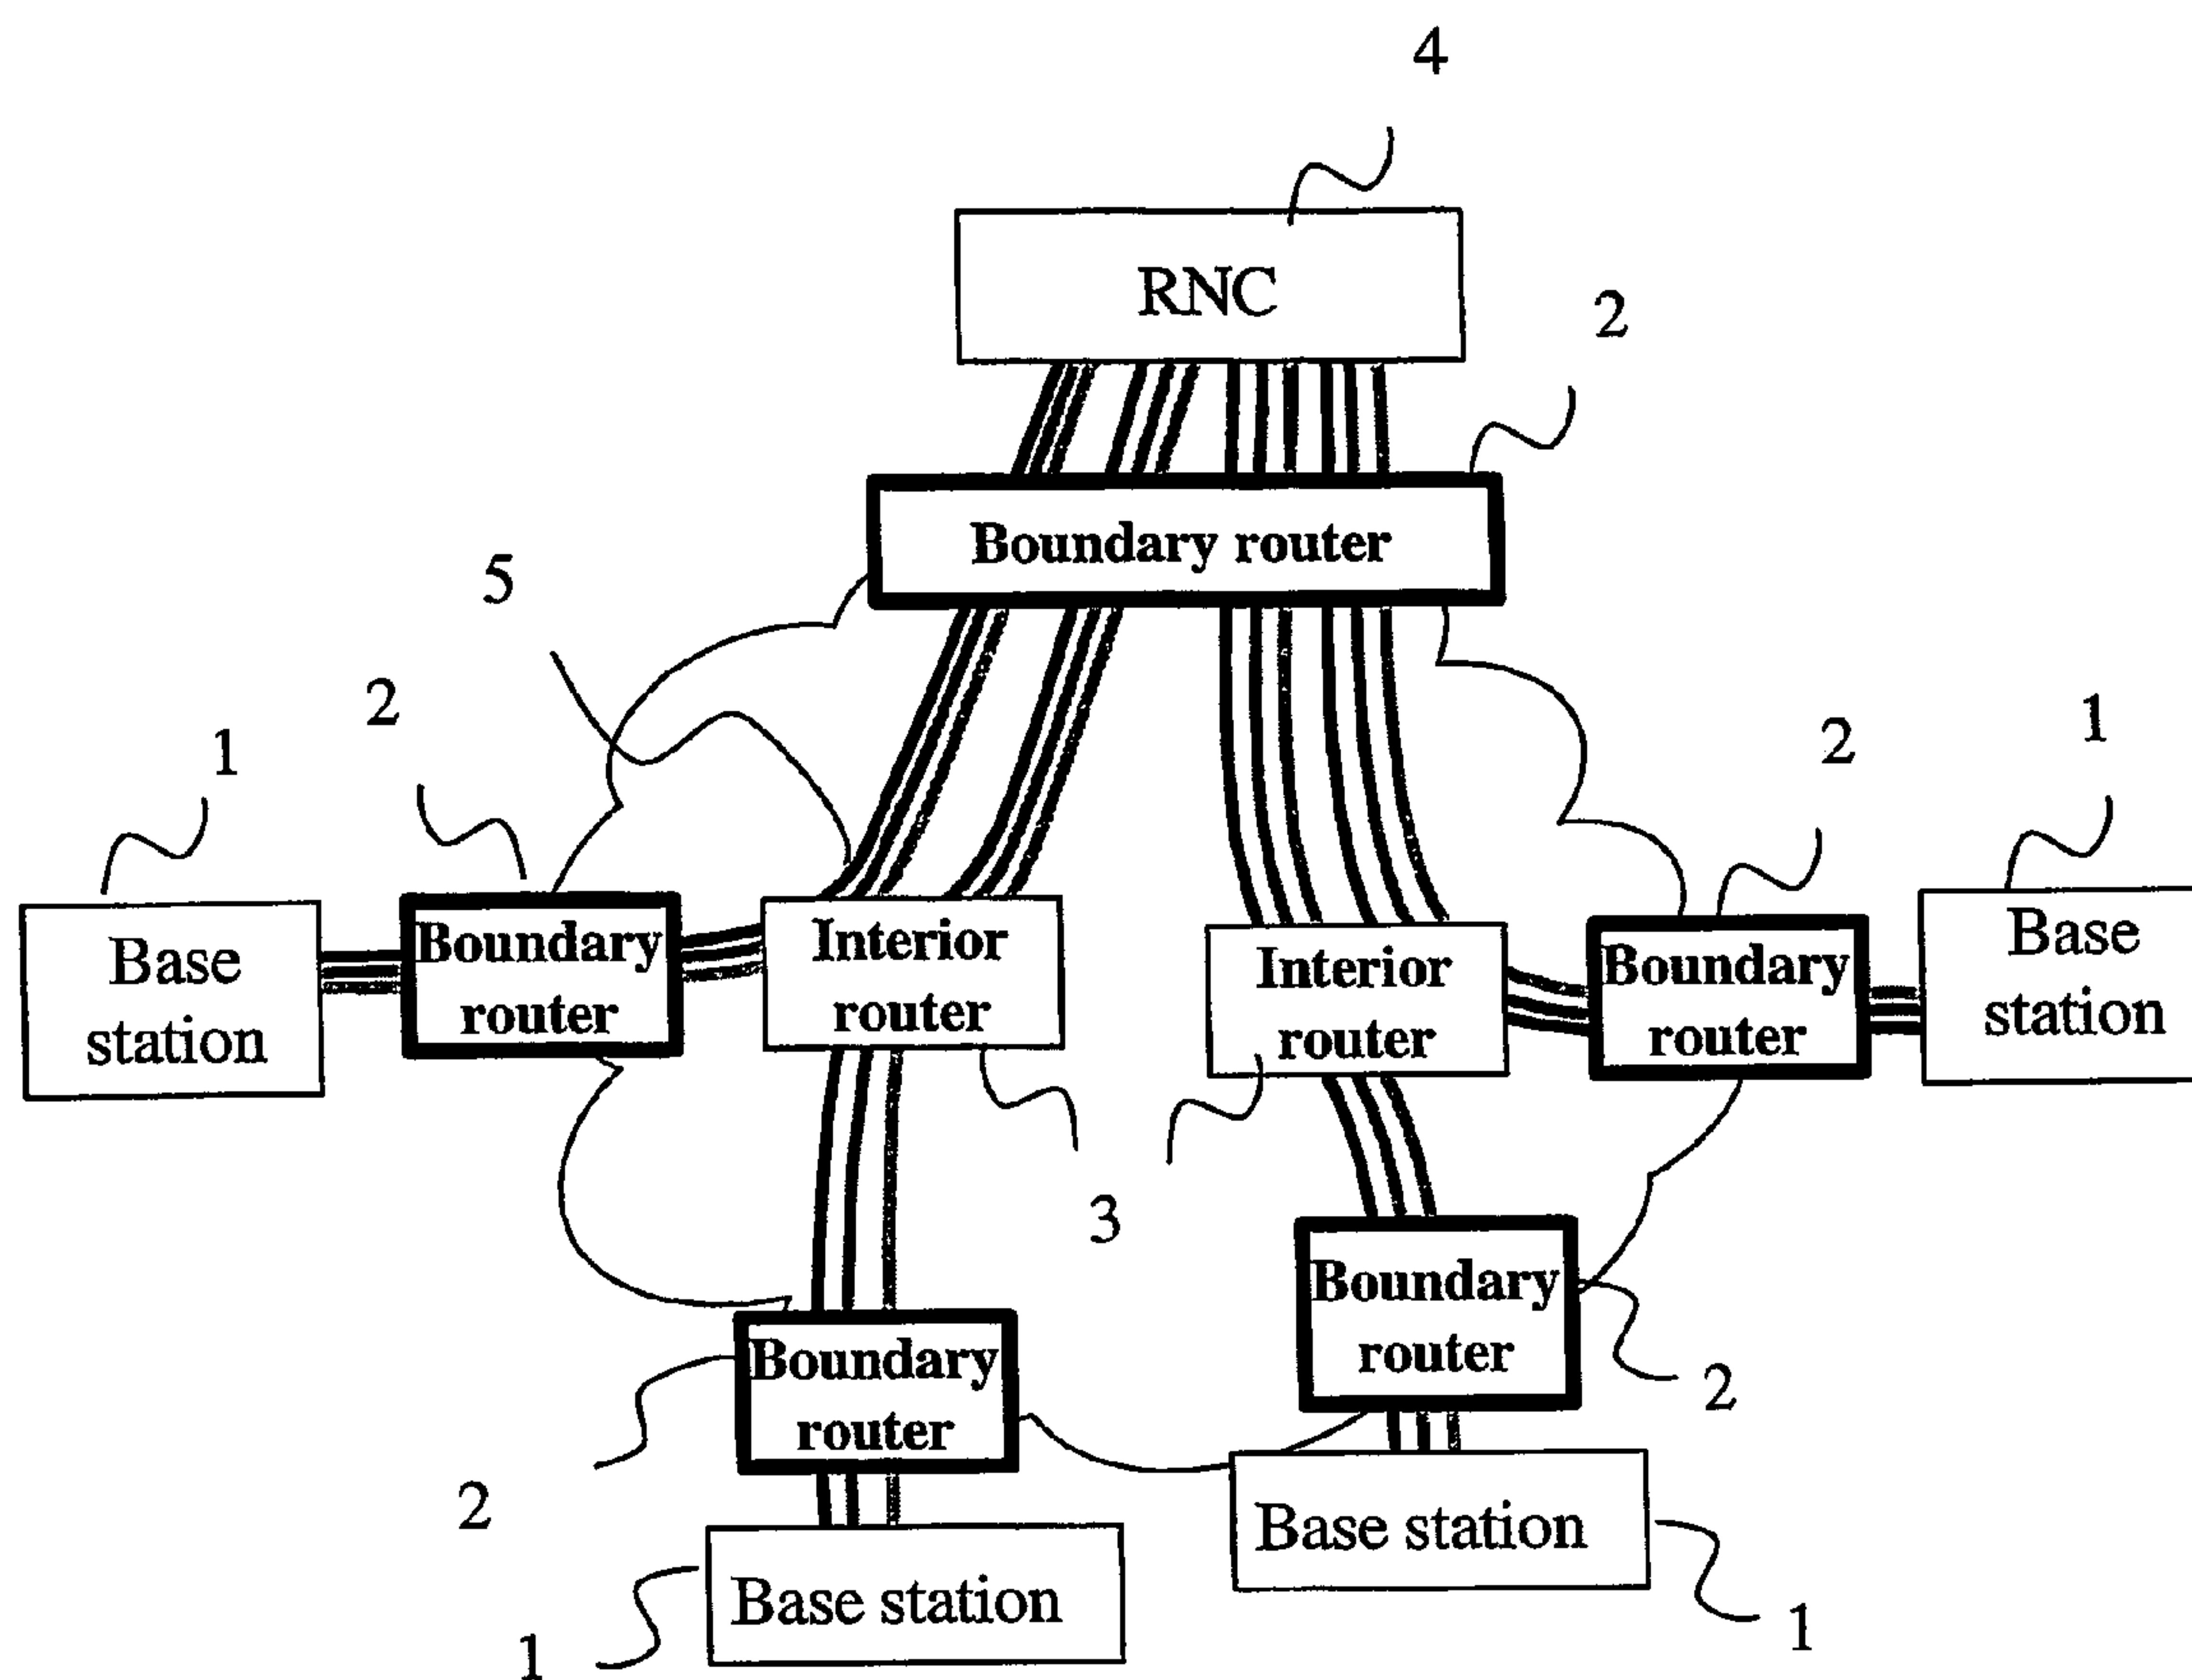 4
RNC
2
Boundary router
5
2
1
2
1
Base
station
Boundary
router
Interior
router
Interior
router
Boundary
router
Base
station
3
Boundary
router
2
Boundary
router
2
Base station
1
Base station
1